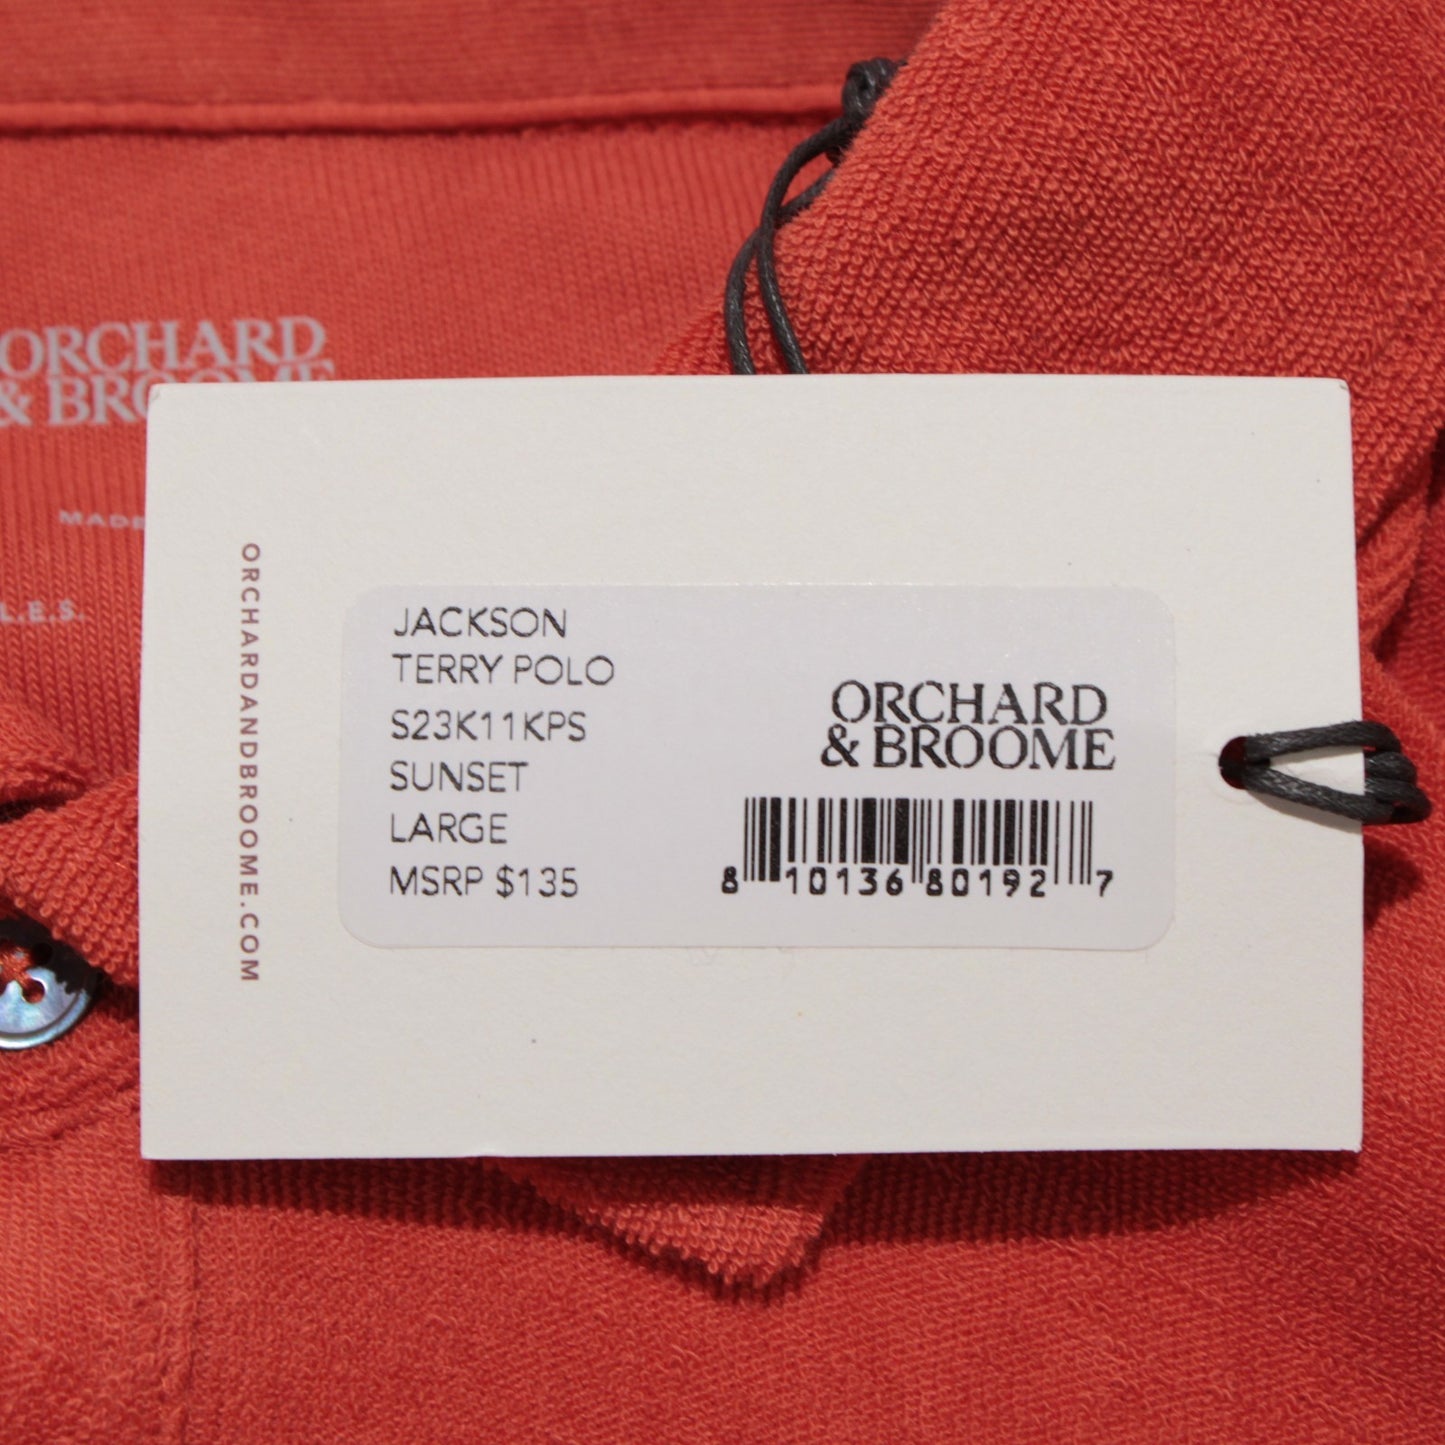 ORCHARD
& BROOME
MADE
L.E.S.
ORCHARDANDBROOME.COM
JACKSON
TERRY POLO
S23K11KPS
SUNSET
LARGE
MSRP $135
ORCHARD
& BROOME
8 10136 80192 7